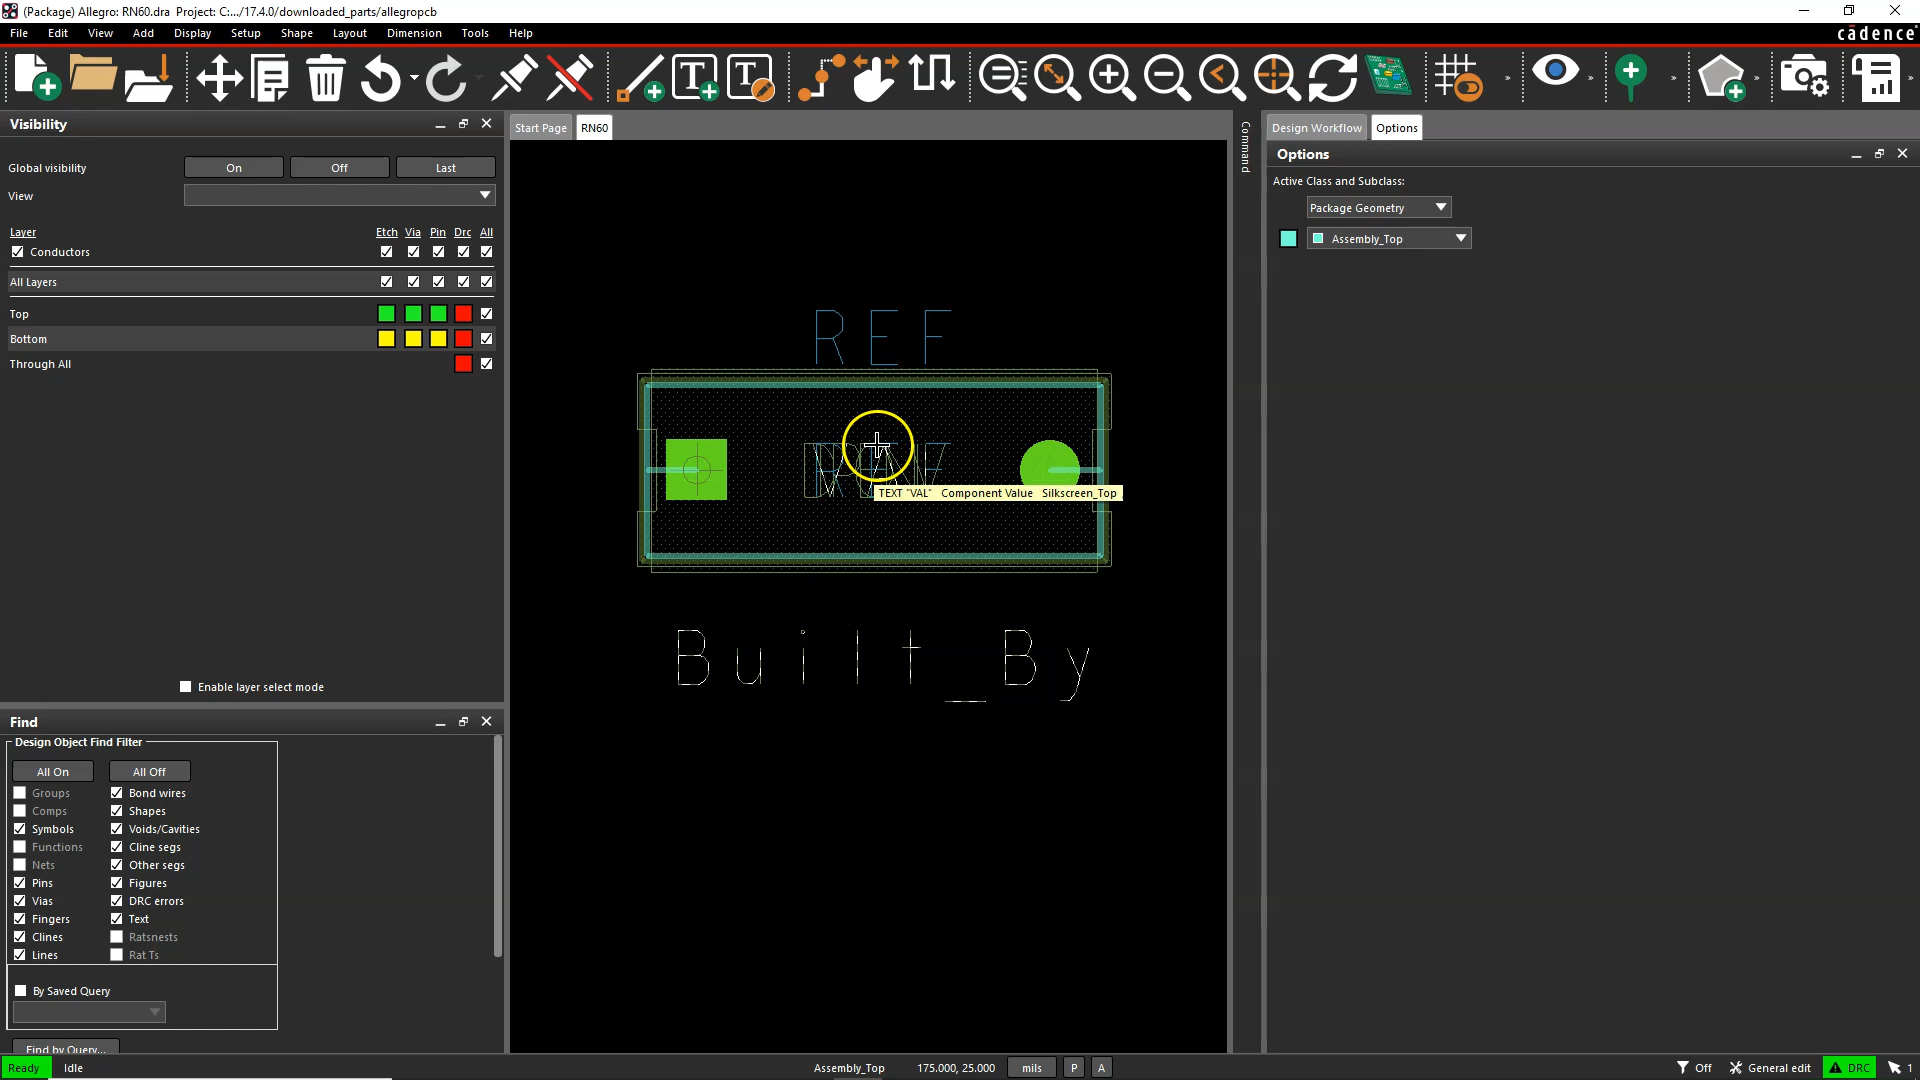 (Package) Allegro: RN60.dra  Project: C:.../17.4.0/downloaded_parts/allegropcb
File Edit View Add Display Setup Shape Layout Dimension Tools Help
cadence
Visibility
Global visibility On Off Last
View
Layer Etch Via Pin Drc All
Conductors
All Layers
Top
Bottom
Through All
Enable layer select mode
Find
Design Object Find Filter
All On All Off
Groups Bond wires
Comps Shapes
Symbols Voids/Cavities
Functions Cline segs
Nets Other segs
Pins Figures
Vias DRC errors
Fingers Text
Clines Ratsnests
Lines Rat Ts
By Saved Query
Find by Query...
Start Page RN60
REF
TEXT "VAL" Component Value Silkscreen_Top
Built_By
Command
Design Workflow Options
Options
Active Class and Subclass:
Package Geometry
Assembly_Top
Ready Idle Assembly_Top 175.000, 25.000 mils P A Off General edit DRC 1